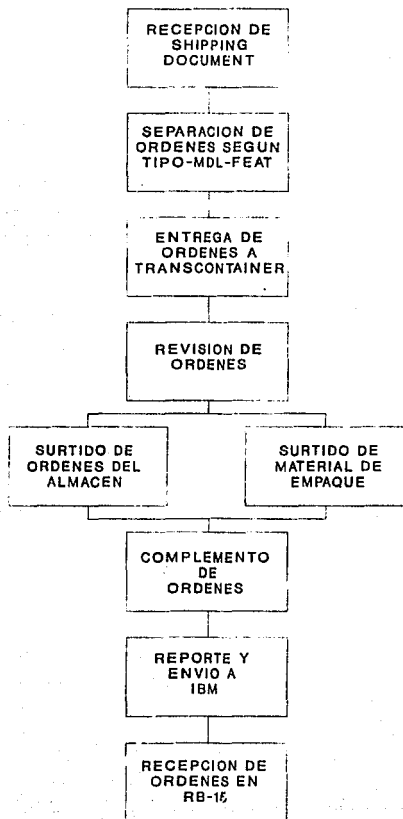 RECEPCION DE
SHIPPING
DOCUMENT
SEPARACION DE
ORDENES SEGUN
TIPO-MDL-FEAT
ENTREGA DE
ORDENES A
TRANSCONTAINER
REVISION DE
ORDENES
SURTIDO DE
ORDENES DEL
ALMACEN
SURTIDO DE
MATERIAL DE
EMPAQUE
COMPLEMENTO
DE
ORDENES
REPORTE Y
ENVIO A
IBM
RECEPCION DE
ORDENES EN
RB-15